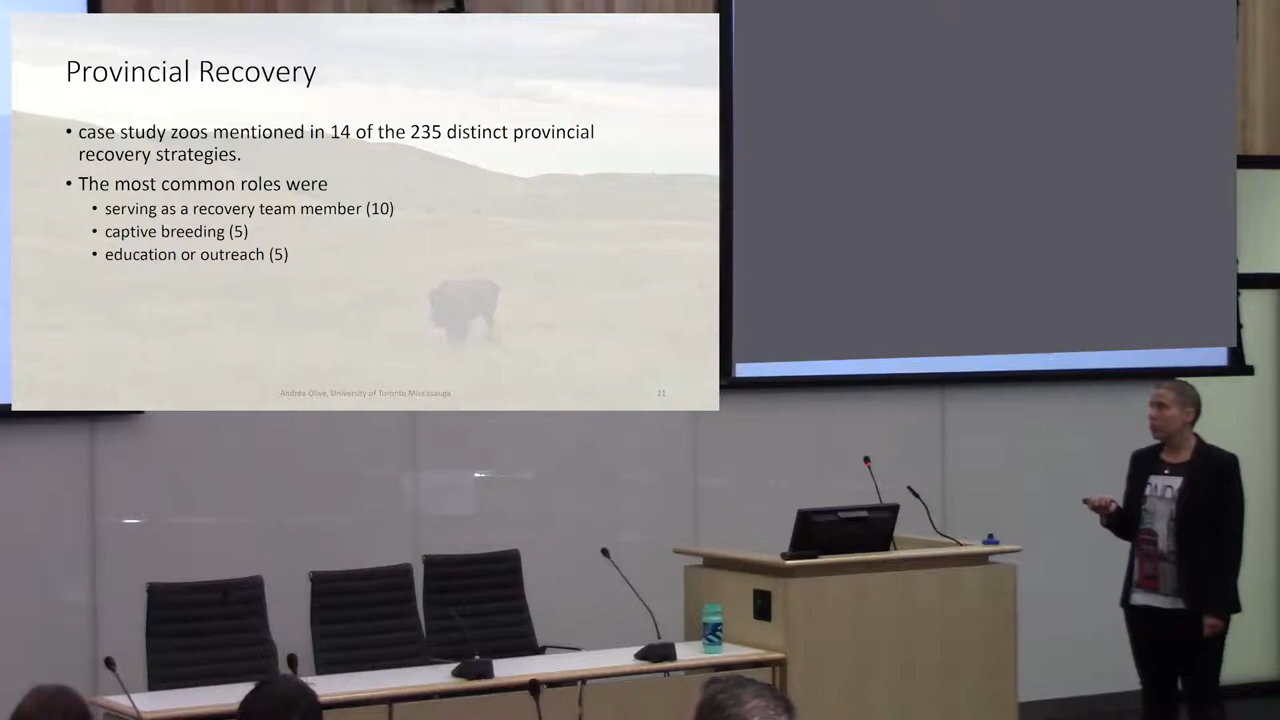 Provincial Recovery
• case study zoos mentioned in 14 of the 235 distinct provincial
recovery strategies.
• The most common roles were
• serving as a recovery team member (10)
• captive breeding (5)
• education or outreach (5)
Andrea Olive, University of Toronto Mississauga
21